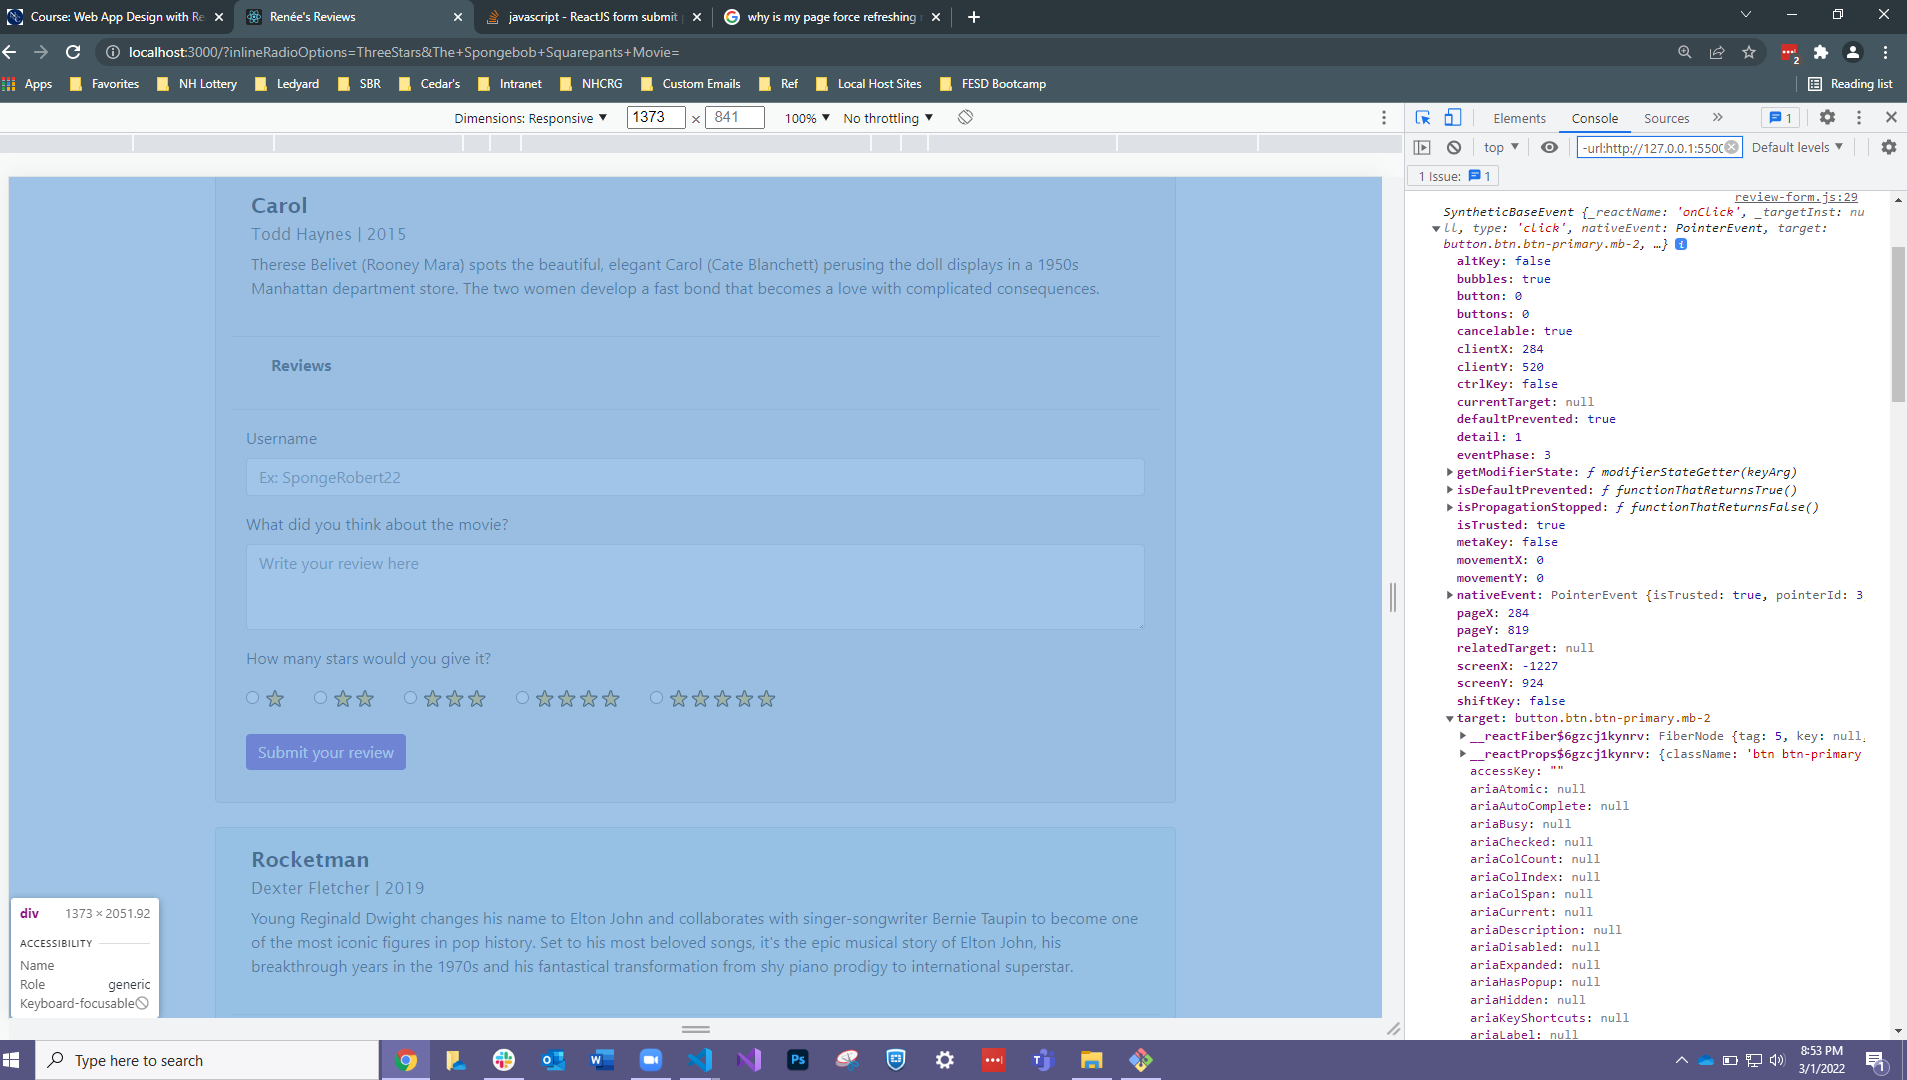 Course: Web App Design with Re
Renée's Reviews
javascript - ReactJS form submit
why is my page force refreshing
localhost:3000/?inlineRadioOptions=ThreeStars&The+Spongebob+Squarepants+Movie=
2
Apps
Favorites
NH Lottery
Ledyard
SBR
Cedar's
Intranet
NHCRG
Custom Emails
Ref
Local Host Sites
FESD Bootcamp
Reading list
Dimensions: Responsive
1373
×
841
100%
No throttling
Elements
Console
Sources
»
1
top
-url:http://127.0.0.1:5500
Default levels
1 Issue:
1
Carol
Todd Haynes | 2015
Therese Belivet (Rooney Mara) spots the beautiful, elegant Carol (Cate Blanchett) perusing the doll displays in a 1950s
Manhattan department store. The two women develop a fast bond that becomes a love with complicated consequences.
Reviews
Username
Ex: SpongeRobert22
What did you think about the movie?
Write your review here
How many stars would you give it?
Submit your review
Rocketman
Dexter Fletcher | 2019
Young Reginald Dwight changes his name to Elton John and collaborates with singer-songwriter Bernie Taupin to become one
of the most iconic figures in pop history. Set to his most beloved songs, it's the epic musical story of Elton John, his
breakthrough years in the 1970s and his fantastical transformation from shy piano prodigy to international superstar.
div
1373 × 2051.92
ACCESSIBILITY
Name
Role
generic
Keyboard-focusable
review-form.js:29
SyntheticBaseEvent {_reactName: 'onClick', _targetInst: nu
ll, type: 'click', nativeEvent: PointerEvent, target:
button.btn.btn-primary.mb-2, …}
altKey: false
bubbles: true
button: 0
buttons: 0
cancelable: true
clientX: 284
clientY: 520
ctrlKey: false
currentTarget: null
defaultPrevented: true
detail: 1
eventPhase: 3
getModifierState: ƒ modifierStateGetter(keyArg)
isDefaultPrevented: ƒ functionThatReturnsTrue()
isPropagationStopped: ƒ functionThatReturnsFalse()
isTrusted: true
metaKey: false
movementX: 0
movementY: 0
nativeEvent: PointerEvent {isTrusted: true, pointerId: 3
pageX: 284
pageY: 819
relatedTarget: null
screenX: -1227
screenY: 924
shiftKey: false
target: button.btn.btn-primary.mb-2
__reactFiber$6gzcj1kynrv: FiberNode {tag: 5, key: null,
__reactProps$6gzcj1kynrv: {className: 'btn btn-primary
accessKey: ""
ariaAtomic: null
ariaAutoComplete: null
ariaBusy: null
ariaChecked: null
ariaColCount: null
ariaColIndex: null
ariaColSpan: null
ariaCurrent: null
ariaDescription: null
ariaDisabled: null
ariaExpanded: null
ariaHasPopup: null
ariaHidden: null
ariaKeyShortcuts: null
ariaLabel: null
Type here to search
Ps
8:53 PM
3/1/2022
1